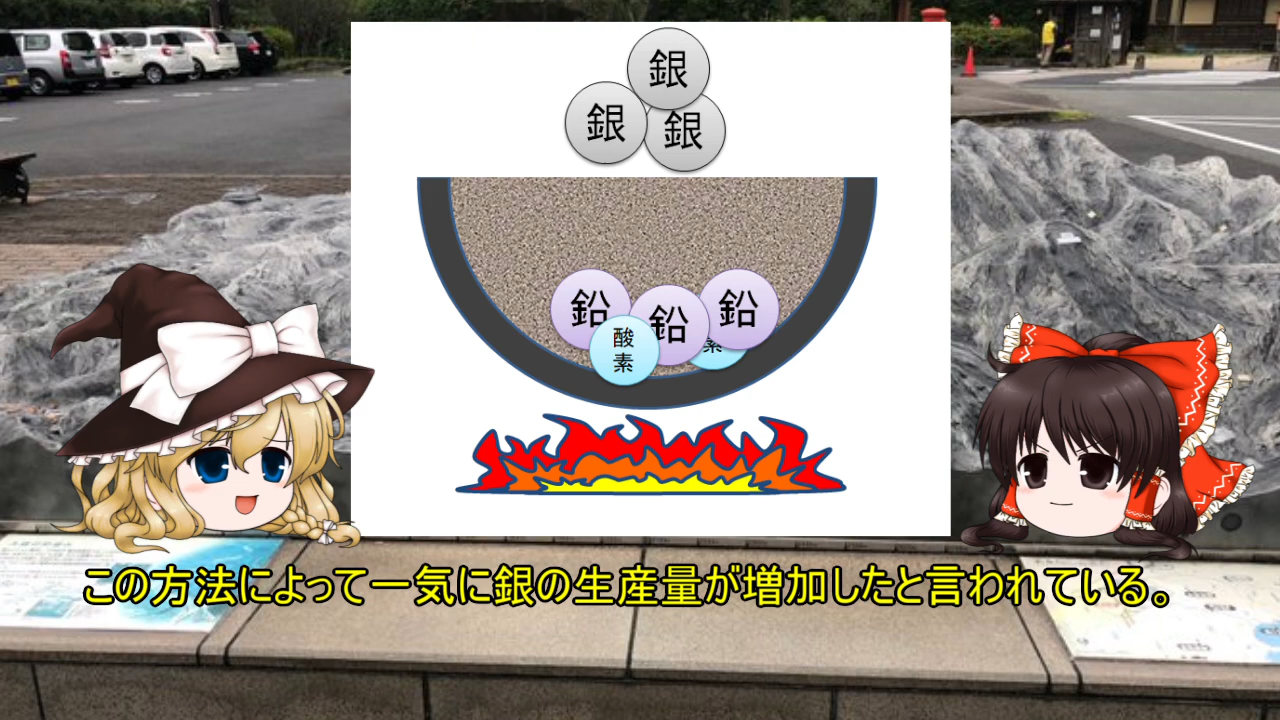 銀
銀
銀
鉛
鉛
鉛
酸
素
素
この方法によって一気に銀の生産量が増加したと言われている。